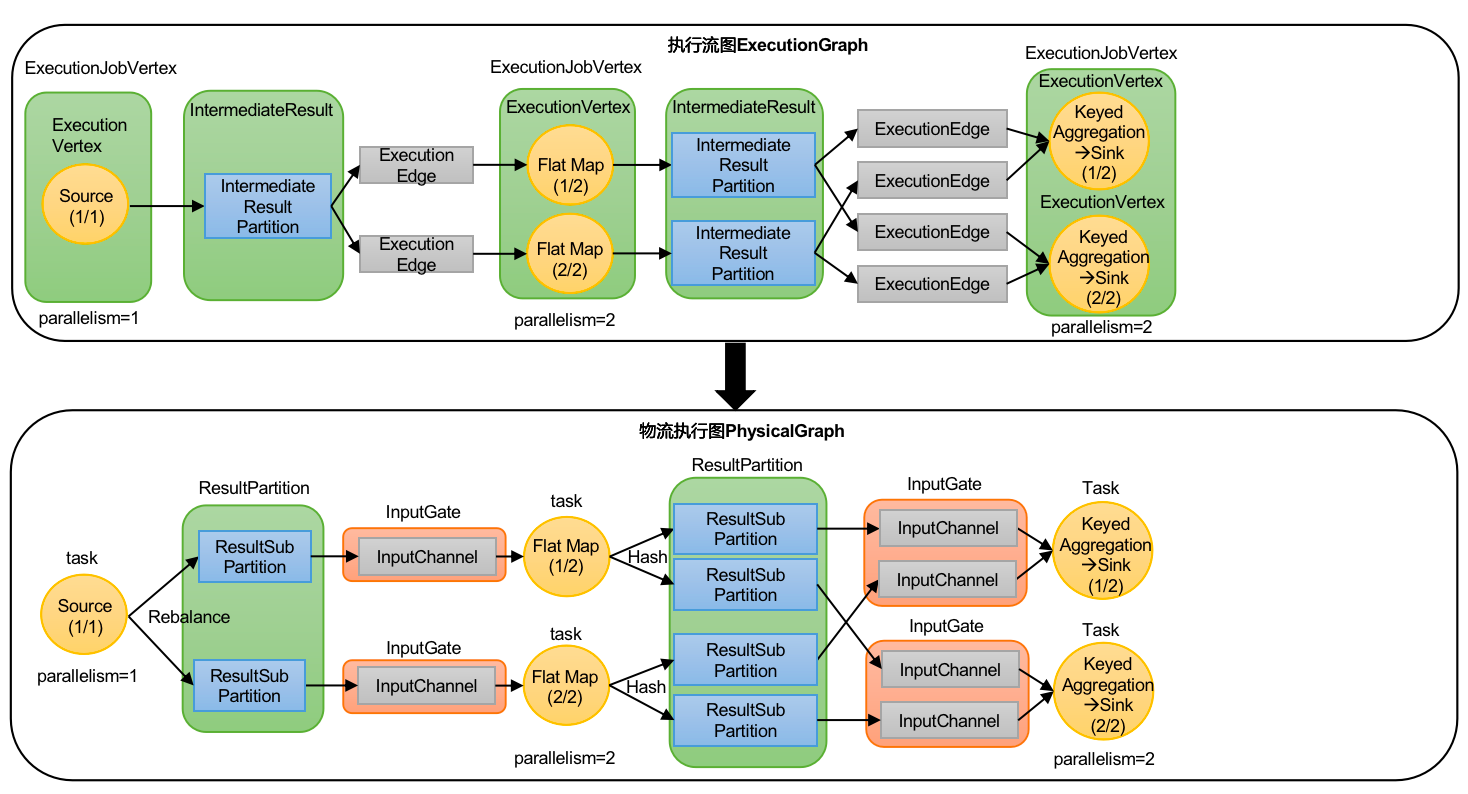 执行流图ExecutionGraph
ExecutionJobVertex
Execution
Vertex
Source
(1/1)
parallelism=1
IntermediateResult
Intermediate
Result
Partition
Execution
Edge
Execution
Edge
ExecutionJobVertex
ExecutionVertex
Flat Map
(1/2)
Flat Map
(2/2)
parallelism=2
IntermediateResult
Intermediate
Result
Partition
Intermediate
Result
Partition
ExecutionEdge
ExecutionEdge
ExecutionEdge
ExecutionEdge
ExecutionJobVertex
ExecutionVertex
Keyed
Aggregation
→Sink
(1/2)
ExecutionVertex
Keyed
Aggregation
→Sink
(2/2)
parallelism=2
物流执行图PhysicalGraph
task
Source
(1/1)
parallelism=1
Rebalance
ResultPartition
ResultSub
Partition
ResultSub
Partition
InputGate
InputChannel
InputGate
InputChannel
task
Flat Map
(1/2)
task
Flat Map
(2/2)
parallelism=2
Hash
Hash
ResultPartition
ResultSub
Partition
ResultSub
Partition
ResultSub
Partition
ResultSub
Partition
InputGate
InputChannel
InputChannel
InputGate
InputChannel
InputChannel
Task
Keyed
Aggregation
→Sink
(1/2)
Task
Keyed
Aggregation
→Sink
(2/2)
parallelism=2